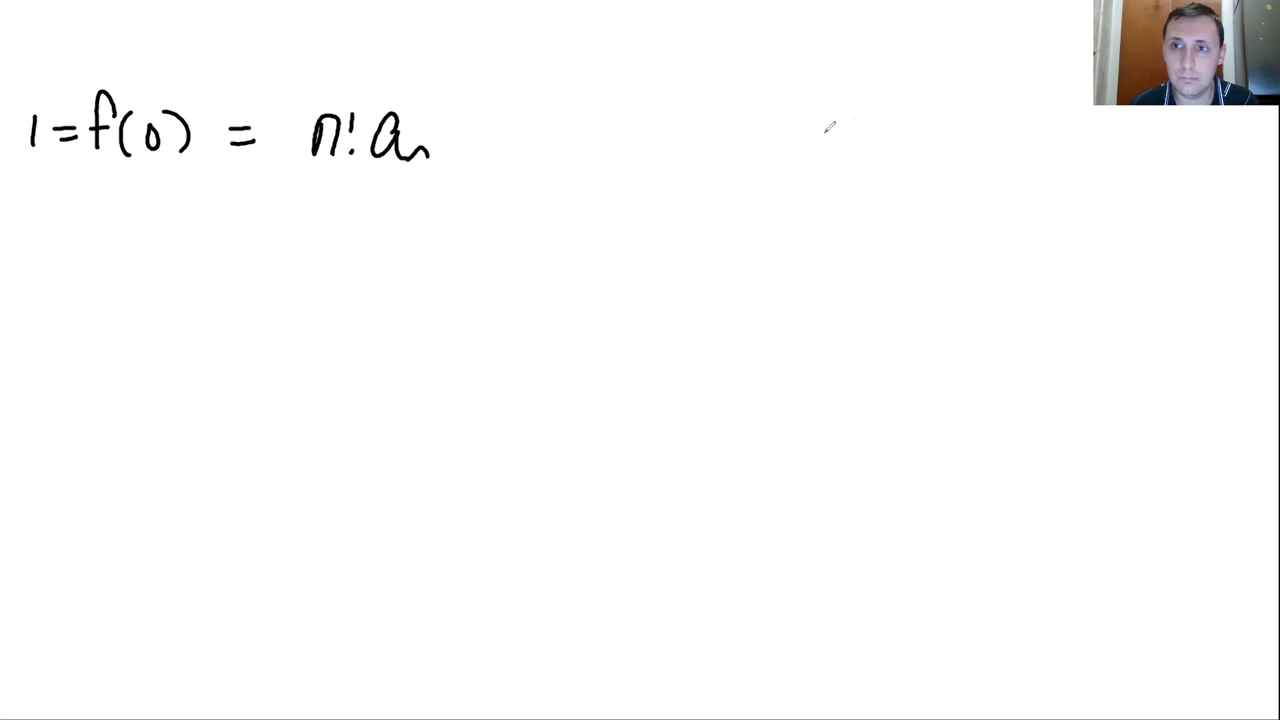 1 = f(0) = n! aₙ